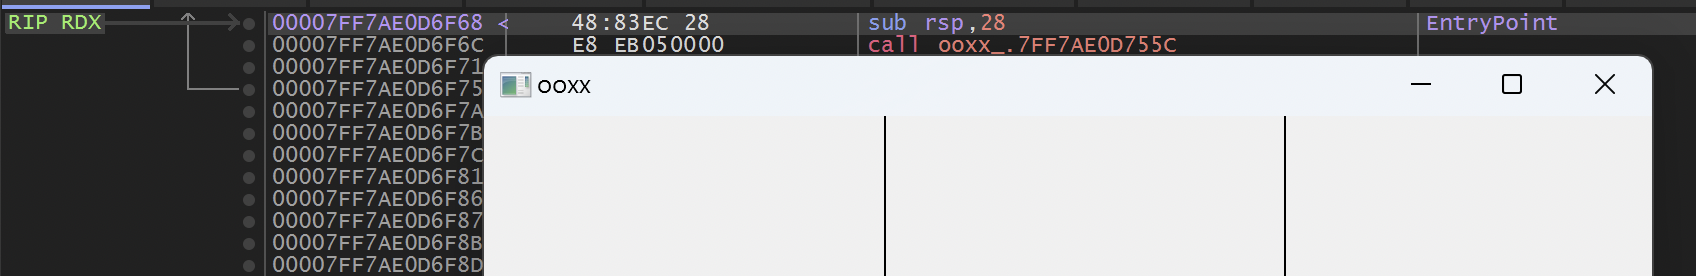 RIP RDX 00007FF7AE0D6F68 < 48:83EC 28 sub rsp,28 EntryPoint
00007FF7AE0D6F6C E8 EB050000 call ooxx_.7FF7AE0D755C
00007FF7AE0D6F71
ooxx
00007FF7AE0D6F75
00007FF7AE0D6F7A
00007FF7AE0D6F7B
00007FF7AE0D6F7C
00007FF7AE0D6F81
00007FF7AE0D6F86
00007FF7AE0D6F87
00007FF7AE0D6F8B
00007FF7AE0D6F8D